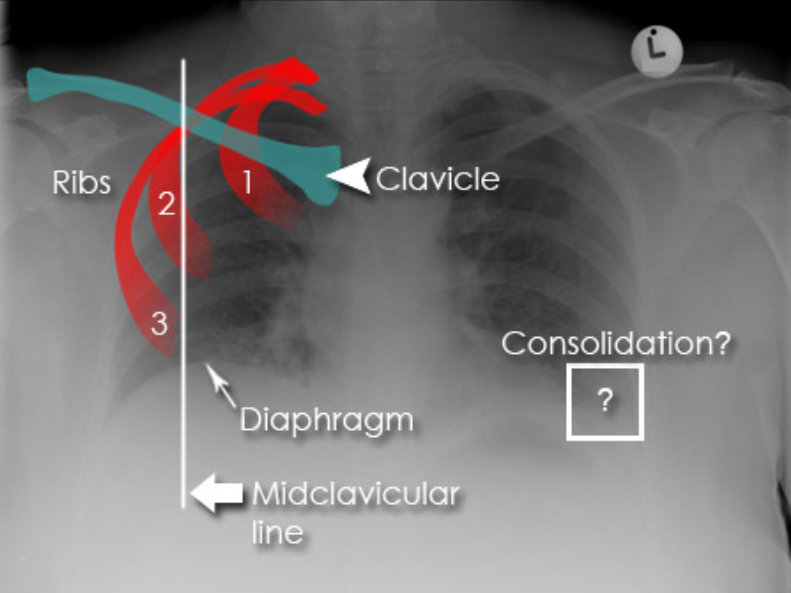 L
1
Ribs
Clavicle
2
3
Consolidation?
?
Diaphragm
Midclavicular
line